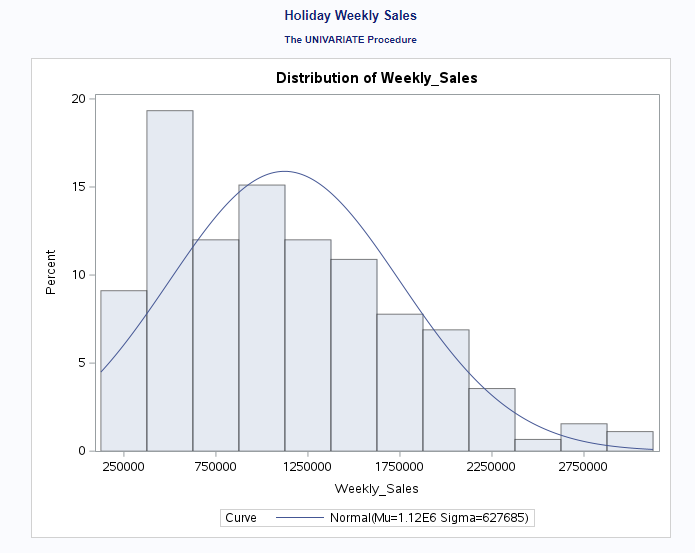 Holiday Weekly Sales
The UNIVARIATE Procedure
Distribution of Weekly_Sales
20
15
10
5
0
Percent
250000 750000 1250000 1750000 2250000 2750000
Weekly_Sales
Curve Normal(Mu=1.12E6 Sigma=627685)